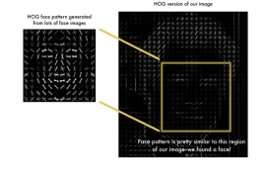 HOG version of our image
HOG face pattern generated
from lots of face images
Face pattern is pretty similar to this region
of our image-we found a face!